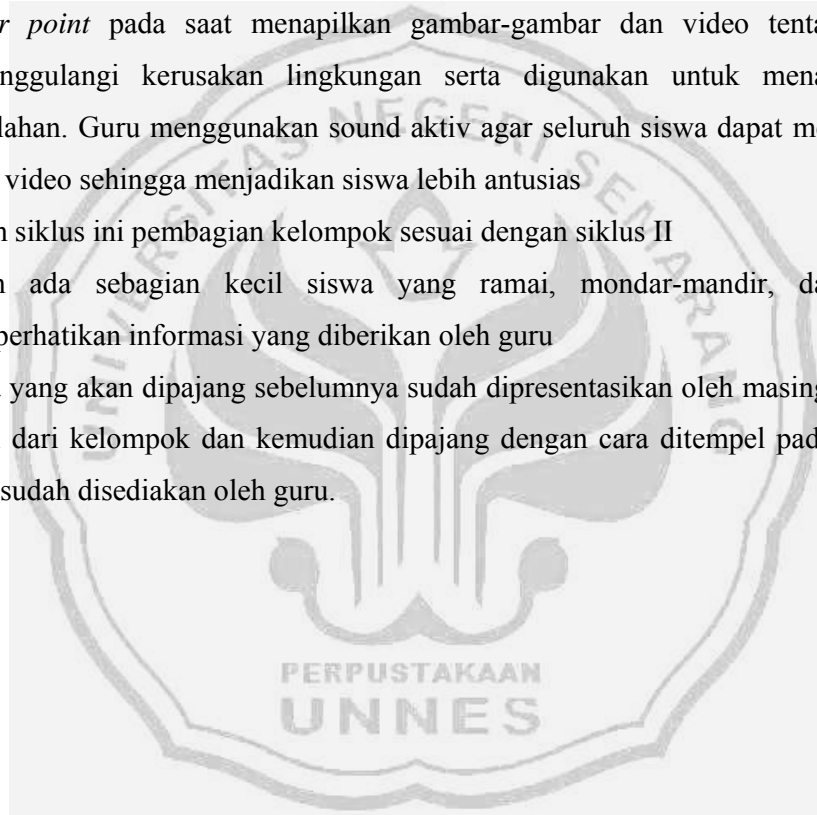 r point pada saat menapilkan gambar-gambar dan video tenta
nggulangi kerusakan lingkungan serta digunakan untuk mena
lahan. Guru menggunakan sound aktiv agar seluruh siswa dapat me
video sehingga menjadikan siswa lebih antusias
n siklus ini pembagian kelompok sesuai dengan siklus II
n ada sebagian kecil siswa yang ramai, mondar-mandir, da
perhatikan informasi yang diberikan oleh guru
yang akan dipajang sebelumnya sudah dipresentasikan oleh masing
dari kelompok dan kemudian dipajang dengan cara ditempel pad
sudah disediakan oleh guru.
UNIVERSITAS NEGERI SEMARANG
PERPUSTAKAAN
UNNES